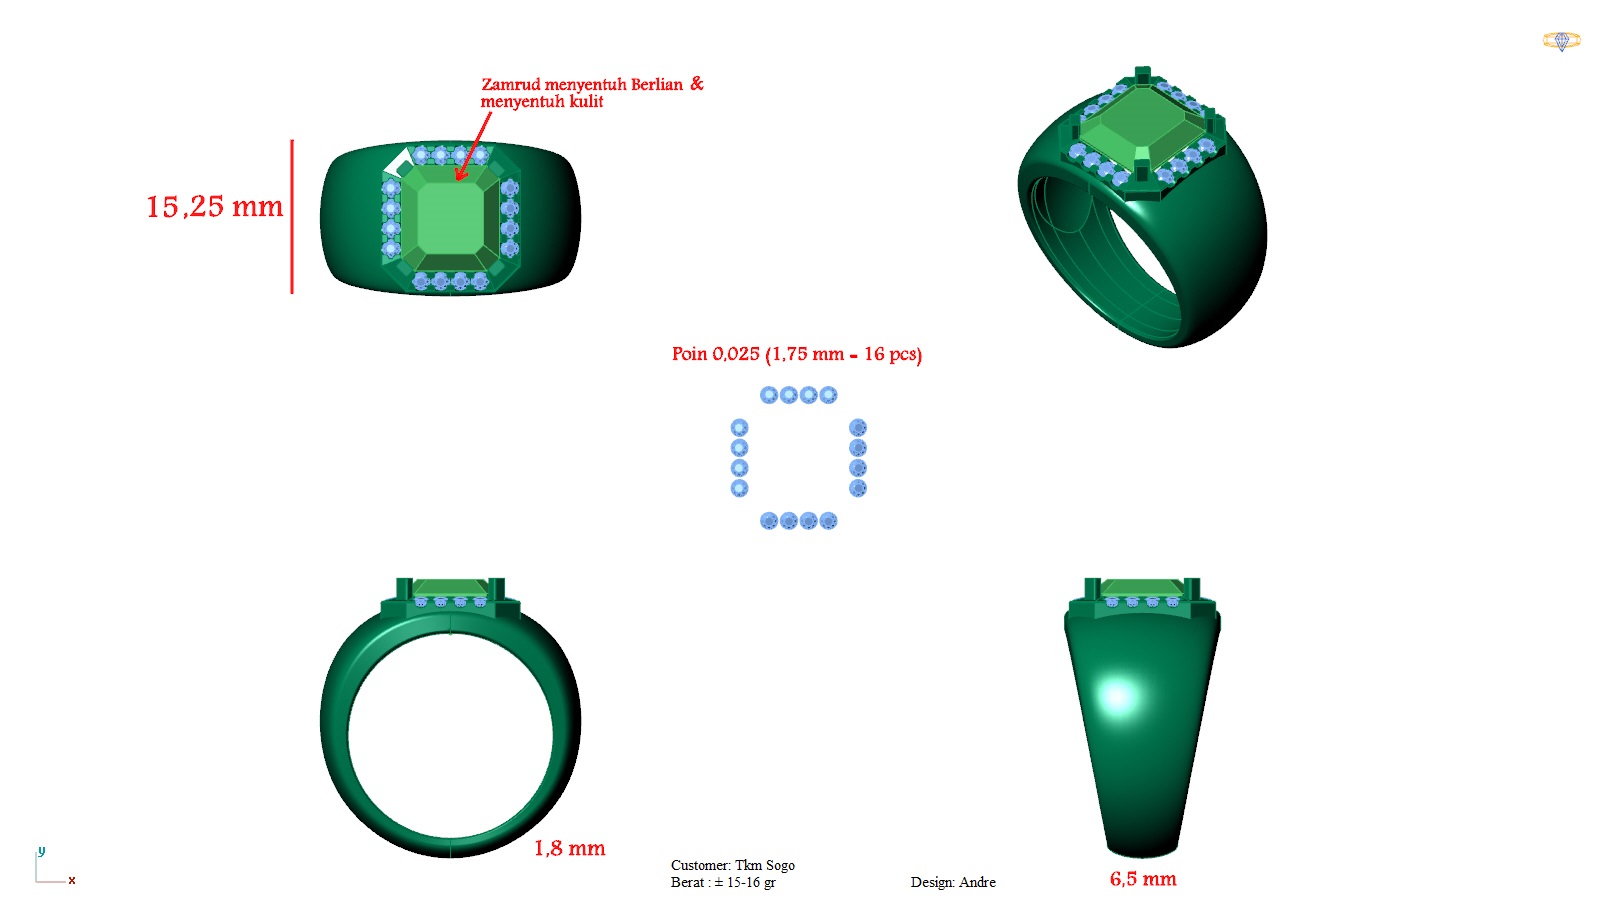 Zamrud menyentuh Berlian &
menyentuh kulit
15,25 mm
Poin 0,025 (1,75 mm - 16 pcs)
1,8 mm
6,5 mm
Customer: Tkm Sogo
Berat : ± 15-16 gr
Design: Andre
y
x